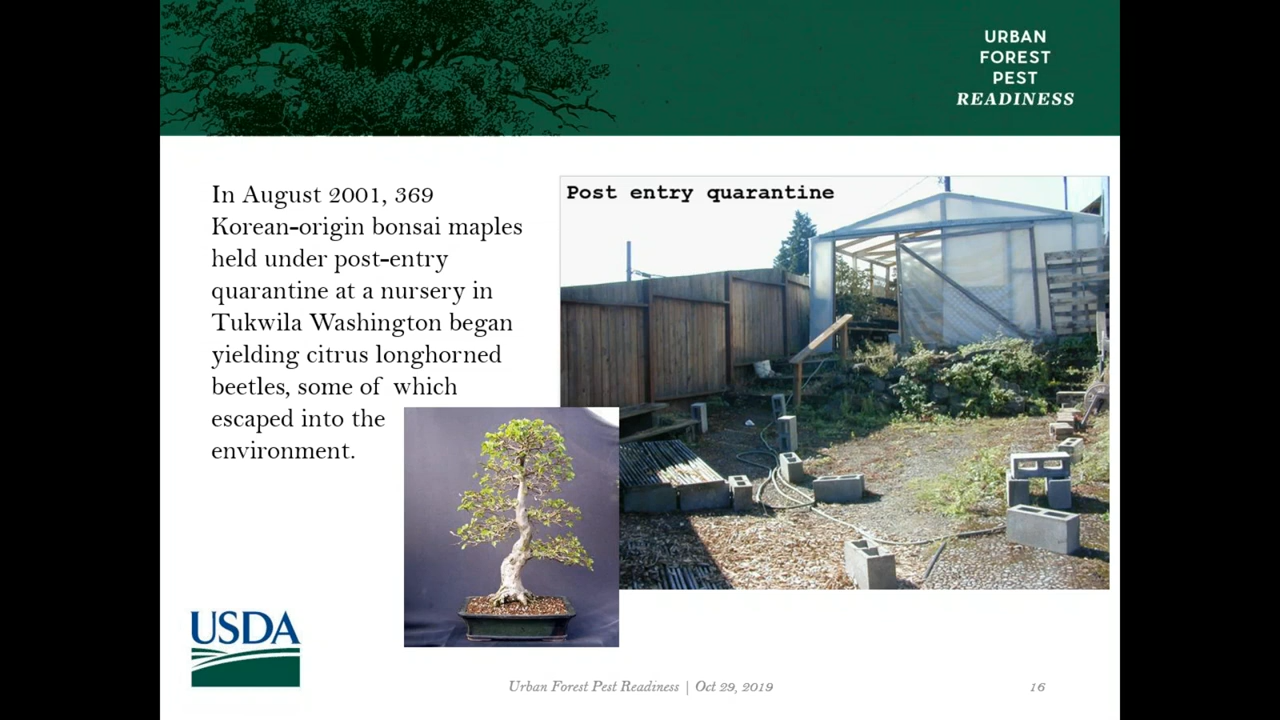 URBAN
FOREST
PEST
READINESS
In August 2001, 369
Korean-origin bonsai maples
held under post-entry
quarantine at a nursery in
Tukwila Washington began
yielding citrus longhorned
beetles, some of which
escaped into the
environment.
Post entry quarantine
USDA
Urban Forest Pest Readiness | Oct 29, 2019
16